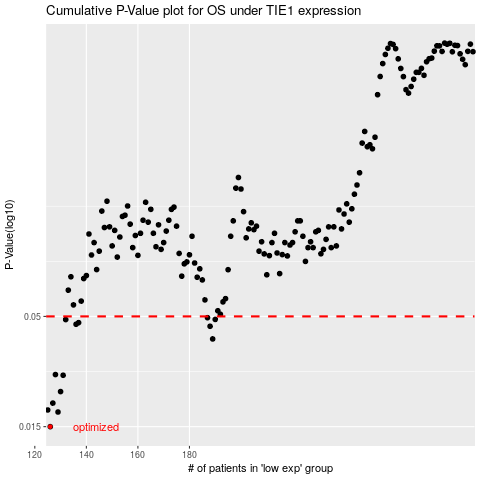 Cumulative P-Value plot for OS under TIE1 expression
P-Value(log10)
0.05
0.015
optimized
120 140 160 180
# of patients in 'low exp' group